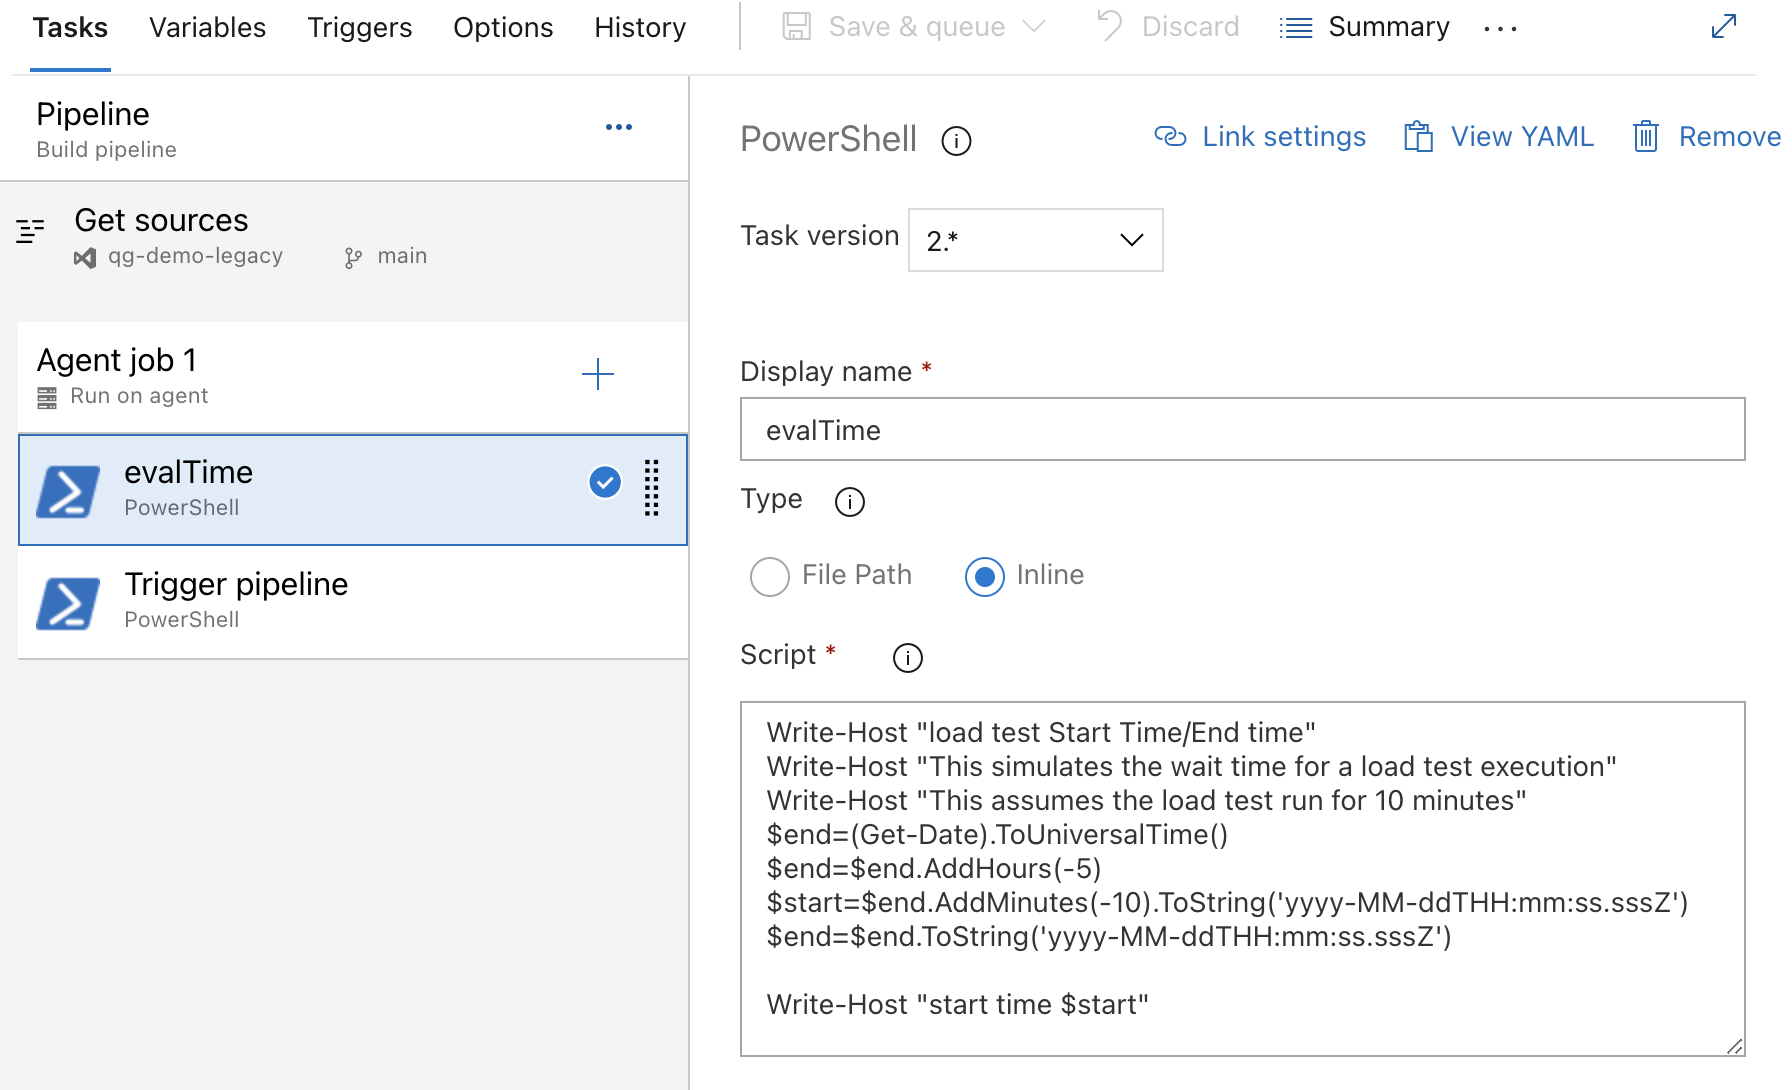 Tasks Variables Triggers Options History Save & queue Discard Summary ...
Pipeline
Build pipeline
Get sources
qg-demo-legacy main
Agent job 1
Run on agent
evalTime
PowerShell
Trigger pipeline
PowerShell
PowerShell Link settings View YAML Remove
Task version 2.*
Display name *
evalTime
Type
File Path Inline
Script *
Write-Host "load test Start Time/End time"
Write-Host "This simulates the wait time for a load test execution"
Write-Host "This assumes the load test run for 10 minutes"
$end=(Get-Date).ToUniversalTime()
$end=$end.AddHours(-5)
$start=$end.AddMinutes(-10).ToString('yyyy-MM-ddTHH:mm:ss.sssZ')
$end=$end.ToString('yyyy-MM-ddTHH:mm:ss.sssZ')
Write-Host "start time $start"